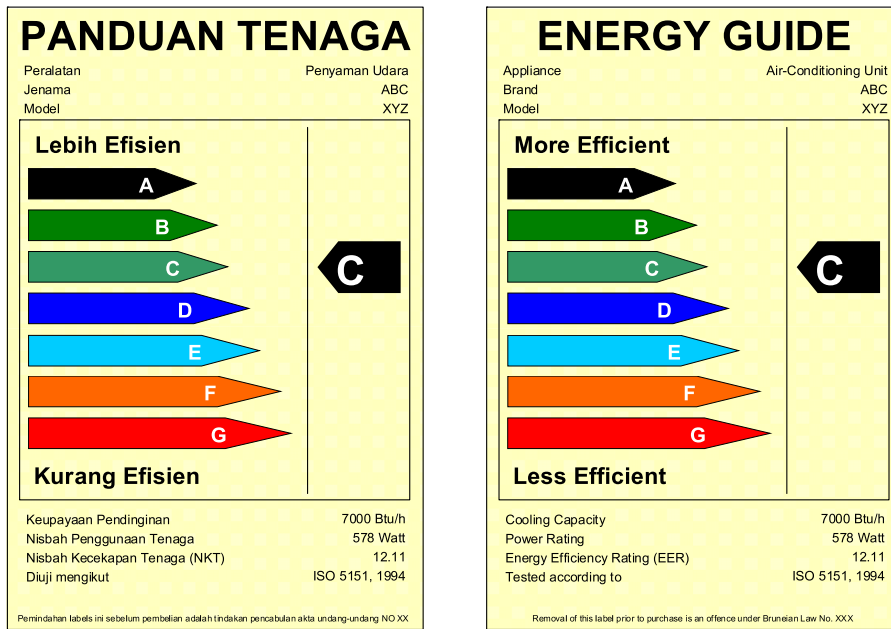 PANDUAN TENAGA
Peralatan Penyaman Udara
Jenama ABC
Model XYZ
Lebih Efisien
A
B
C
C
D
E
F
G
Kurang Efisien
Keupayaan Pendinginan 7000 Btu/h
Nisbah Penggunaan Tenaga 578 Watt
Nisbah Kecekapan Tenaga (NKT) 12.11
Diuji mengikut ISO 5151, 1994
Pemindahan labels ini sebelum pembelian adalah tindakan pencabulan akta undang-undang NO XX
ENERGY GUIDE
Appliance Air-Conditioning Unit
Brand ABC
Model XYZ
More Efficient
A
B
C
C
D
E
F
G
Less Efficient
Cooling Capacity 7000 Btu/h
Power Rating 578 Watt
Energy Efficiency Rating (EER) 12.11
Tested according to ISO 5151, 1994
Removal of this label prior to purchase is an offence under Bruneian Law No. XXX